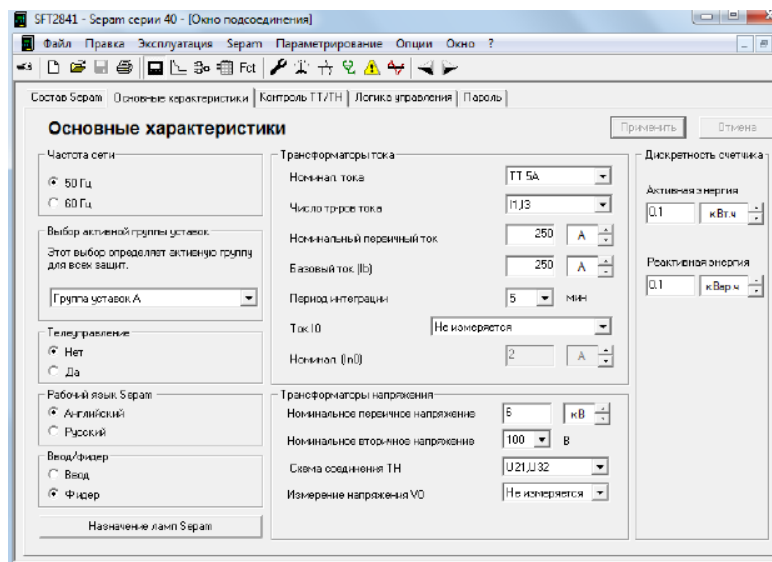 SFT2841 - Sepam серии 40 - [Окно подсоединения]
Файл Правка Эксплуатация Sepam Параметрирование Опции Окно ?
Fct
Состав Sepam Основные характеристики Контроль ТТ/ТН Логика управления Пароль
Основные характеристики
Применить Отмена
Частота сети
50 Гц
60 Гц
Выбор активной группы уставок
Этот выбор определяет активную группу
для всех защит.
Группа уставок А
Телеуправление
Нет
Да
Рабочий язык Sepam
Английский
Русский
Ввод/фидер
Ввод
Фидер
Назначение ламп Sepam
Трансформаторы тока
Номинал. тока ТТ 5А
Число тр-ров тока I1,I3
Номинальный первичный ток 250 А
Базовый ток (Ib) 250 А
Период интеграции 5 мин
Ток I0 Не измеряется
Номинал. (In0) 2 А
Трансформаторы напряжения
Номинальное первичное напряжение 6 кВ
Номинальное вторичное напряжение 100 В
Схема соединения ТН U21,U32
Измерение напряжения V0 Не измеряется
Дискретность счетчика
Активная энергия
0.1 кВт.ч
Реактивная энергия
0.1 кВар.ч